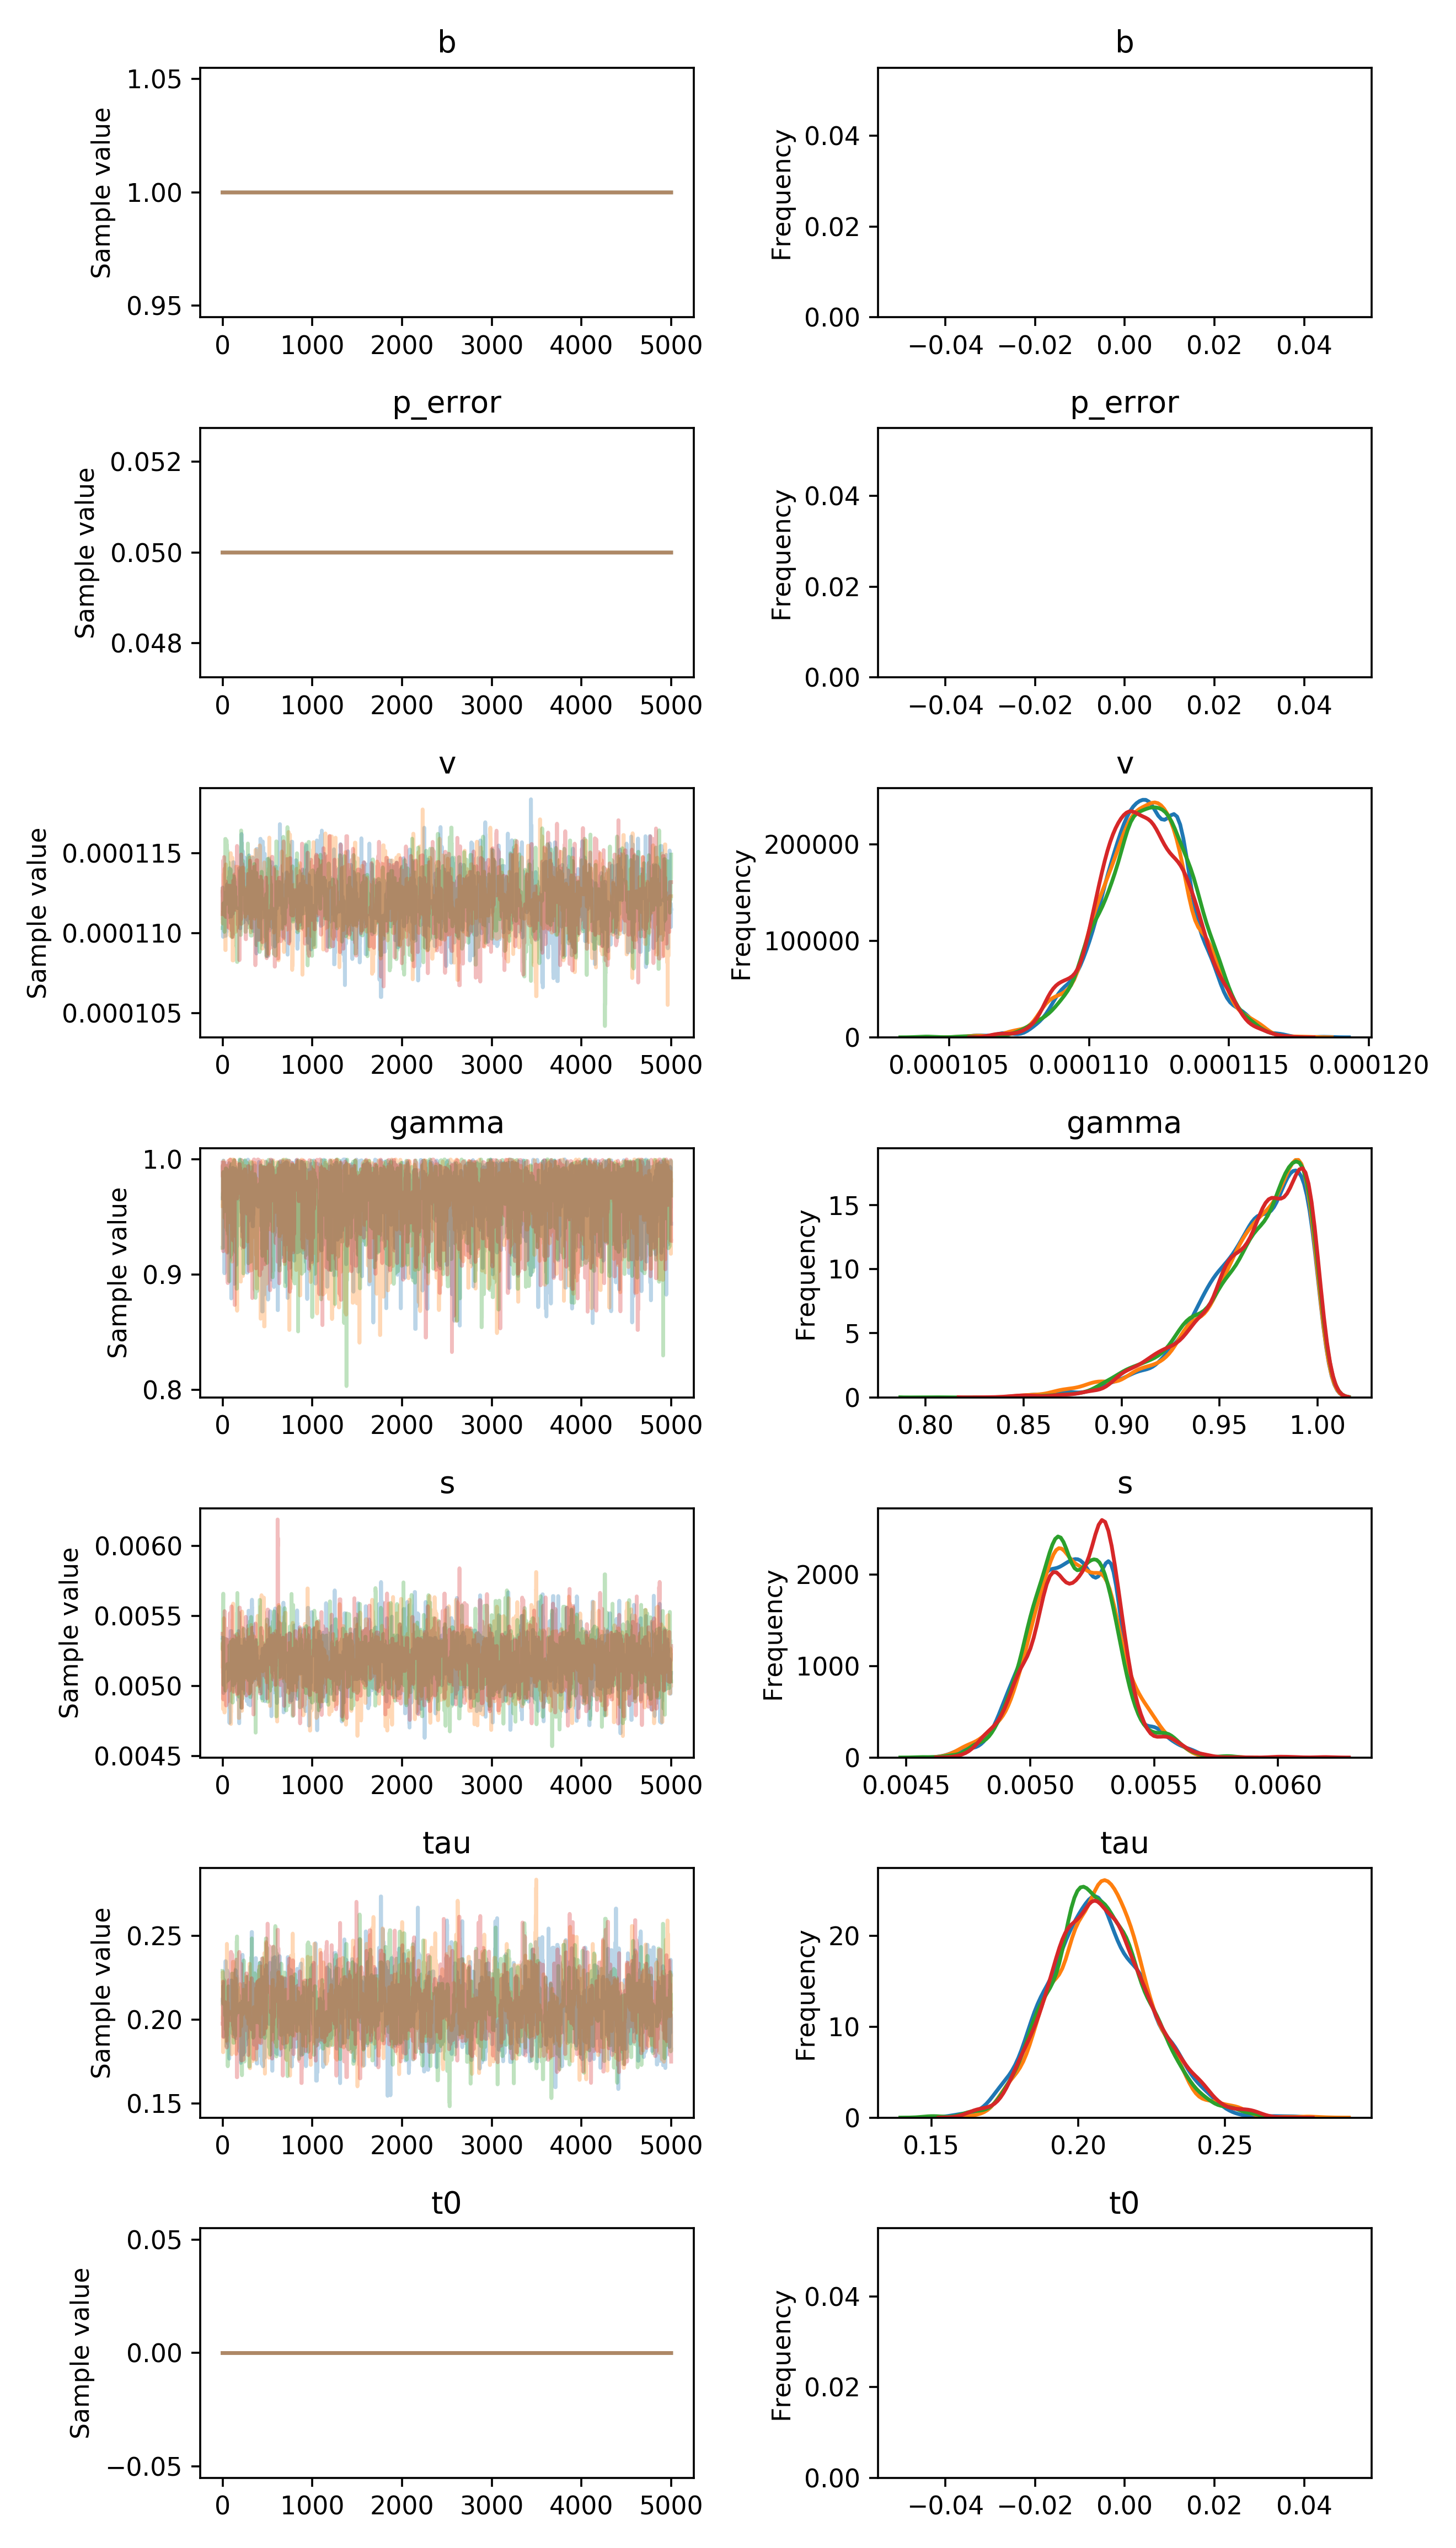 b
Sample value
1.05
1.00
0.95
0 1000 2000 3000 4000 5000
b
Frequency
0.04
0.02
0.00
−0.04 −0.02 0.00 0.02 0.04
p_error
Sample value
0.052
0.050
0.048
0 1000 2000 3000 4000 5000
p_error
Frequency
0.04
0.02
0.00
−0.04 −0.02 0.00 0.02 0.04
v
Sample value
0.000115
0.000110
0.000105
0 1000 2000 3000 4000 5000
v
Frequency
200000
100000
0
0.000105 0.000110 0.000115 0.000120
gamma
Sample value
1.0
0.9
0.8
0 1000 2000 3000 4000 5000
gamma
Frequency
15
10
5
0
0.80 0.85 0.90 0.95 1.00
s
Sample value
0.0060
0.0055
0.0050
0.0045
0 1000 2000 3000 4000 5000
s
Frequency
2000
1000
0
0.0045 0.0050 0.0055 0.0060
tau
Sample value
0.25
0.20
0.15
0 1000 2000 3000 4000 5000
tau
Frequency
20
10
0
0.15 0.20 0.25
t0
Sample value
0.05
0.00
−0.05
0 1000 2000 3000 4000 5000
t0
Frequency
0.04
0.02
0.00
−0.04 −0.02 0.00 0.02 0.04